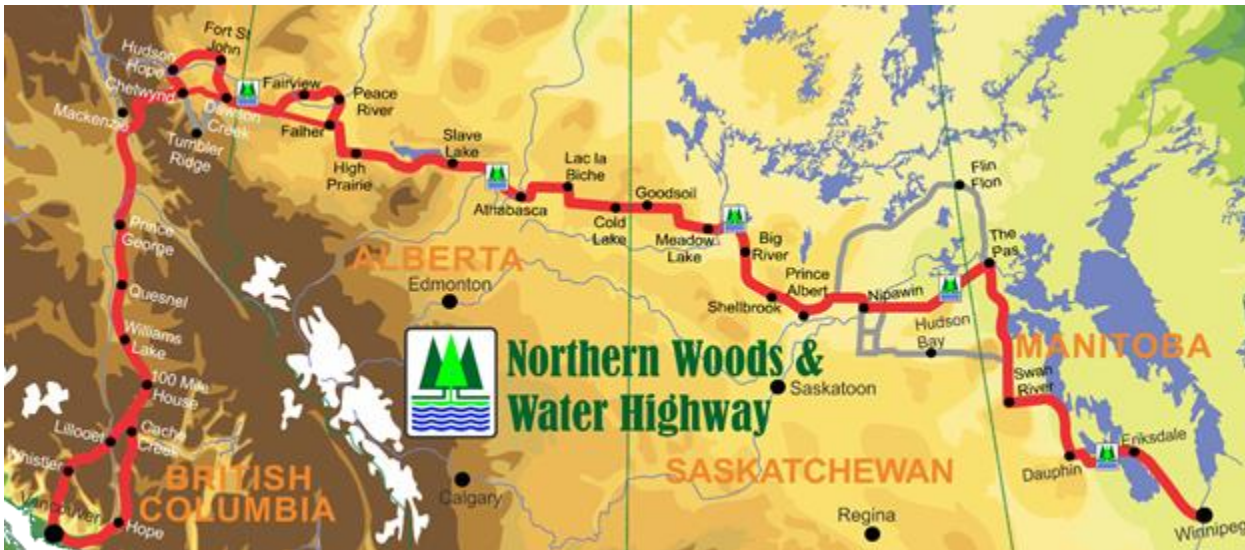 Fort St
John
Hudson
Hope
Chetwynd
Mackenzie
Dawson
Creek
Tumbler
Ridge
Fairview
Peace
River
Falher
High
Prairie
Slave
Lake
Athabasca
Lac la
Biche
Cold
Lake
Goodsoil
Meadow
Lake
Big
River
Prince
Albert
Shellbrook
Nipawin
Flin
Flon
The
Pas
Hudson
Bay
Prince
George
Quesnel
Williams
Lake
100 Mile
House
Lillooet
Cache
Creek
Whistler
Vancouver
Hope
BRITISH
COLUMBIA
ALBERTA
Edmonton
Calgary
Northern Woods &
Water Highway
Saskatoon
SASKATCHEWAN
Regina
MANITOBA
Swan
River
Dauphin
Eriksdale
Winnipeg